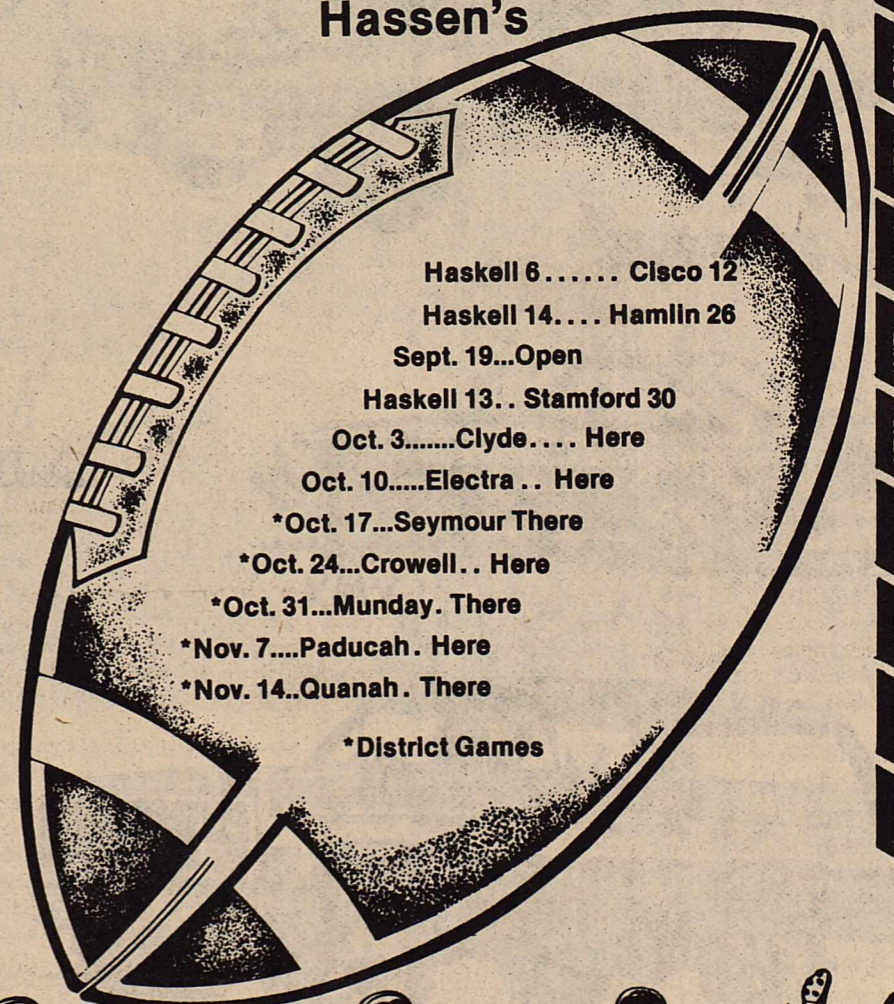 Hassen's
Haskell 6...... Cisco 12
Haskell 14.... Hamlin 26
Sept. 19...Open
Haskell 13.. Stamford 30
Oct. 3.......Clyde.... Here
Oct. 10.....Electra.. Here
*Oct. 17...Seymour There
*Oct. 24...Crowell.. Here
*Oct. 31...Munday. There
*Nov. 7....Paducah. Here
*Nov. 14..Quanah. There
*District Games